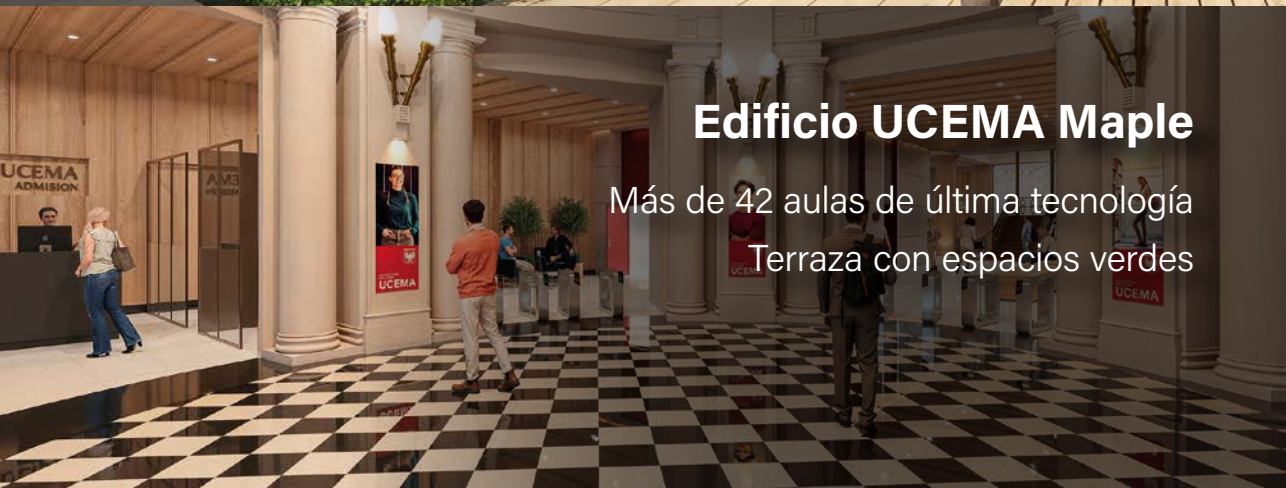 Edificio UCEMA Maple
Más de 42 aulas de última tecnología
Terraza con espacios verdes
UCEMA
ADMISION
UCEMA
UCEMA
UCEMA